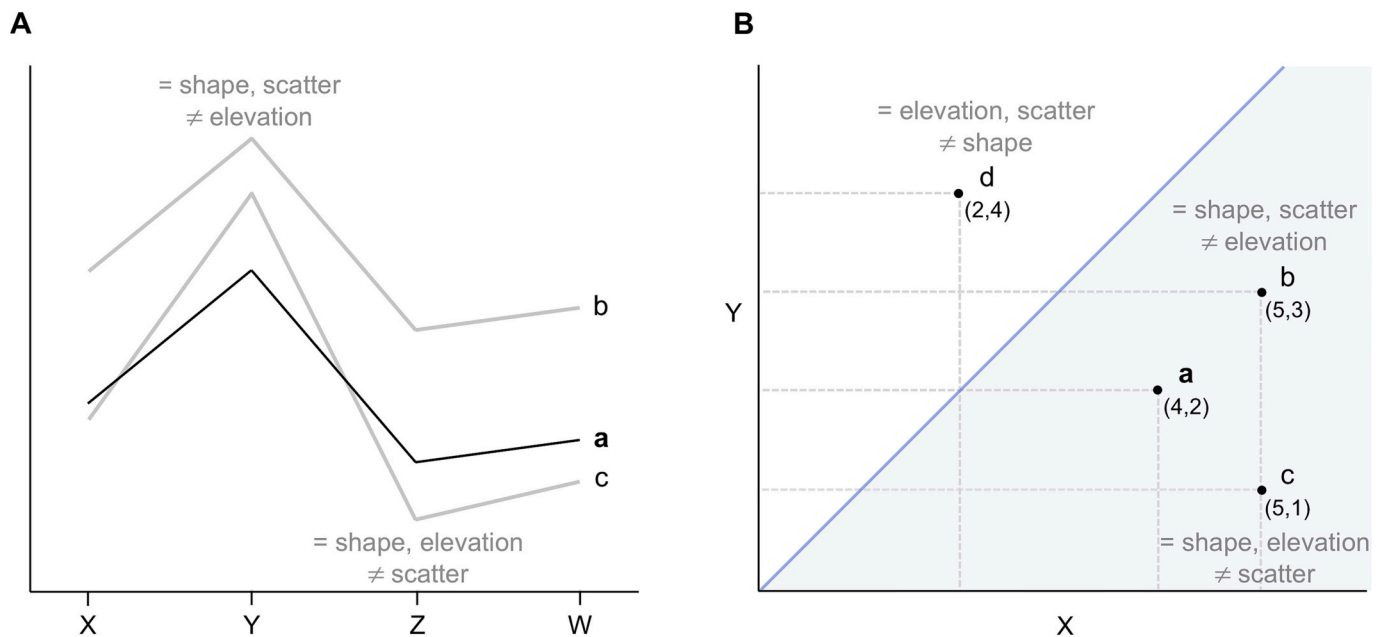 A
= shape, scatter
≠ elevation
b
a
c
= shape, elevation
≠ scatter
X Y Z W
B
= elevation, scatter
≠ shape
d
(2,4)
= shape, scatter
≠ elevation
b
(5,3)
Y
a
(4,2)
c
(5,1)
= shape, elevation
≠ scatter
X